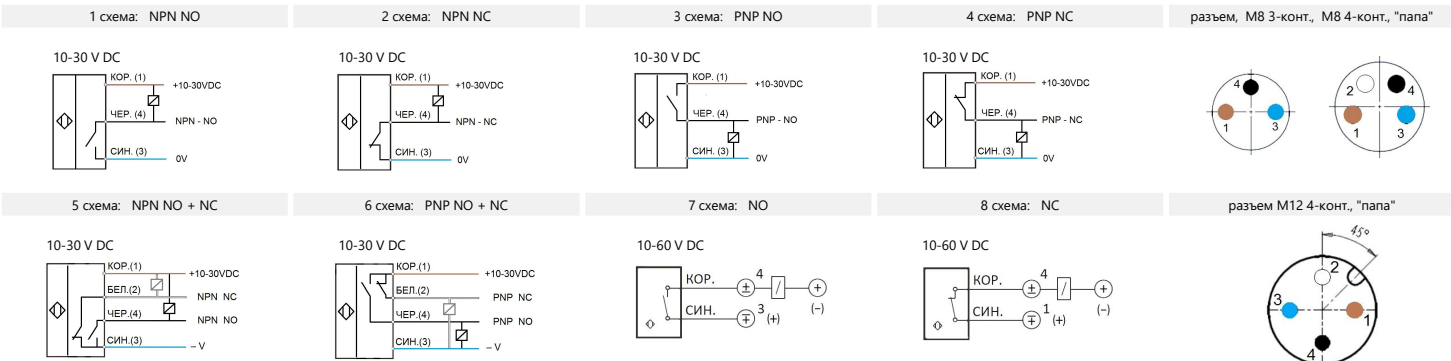 1 схема: NPN NO
2 схема: NPN NC
3 схема: PNP NO
4 схема: PNP NC
разъем, М8 3-конт., М8 4-конт., "папа"
10-30 V DC
КОР. (1)
+10-30VDC
ЧЕР. (4)
NPN - NO
СИН. (3)
0V
10-30 V DC
КОР. (1)
+10-30VDC
ЧЕР. (4)
NPN - NC
СИН. (3)
0V
10-30 V DC
КОР. (1)
+10-30VDC
ЧЕР. (4)
PNP - NO
СИН. (3)
0V
10-30 V DC
КОР. (1)
+10-30VDC
ЧЕР. (4)
PNP - NC
СИН. (3)
0V
4
1
3
2
4
1
3
5 схема: NPN NO + NC
6 схема: PNP NO + NC
7 схема: NO
8 схема: NC
разъем М12 4-конт., "папа"
10-30 V DC
КОР.(1)
+10-30VDC
БЕЛ.(2)
NPN NC
ЧЕР.(4)
NPN NO
СИН.(3)
– V
10-30 V DC
КОР.(1)
+10-30VDC
БЕЛ.(2)
PNP NC
ЧЕР.(4)
PNP NO
СИН.(3)
– V
10-60 V DC
КОР.
4
±
/
+
(-)
СИН.
∓
3
(+)
10-60 V DC
КОР.
4
±
/
+
(-)
СИН.
∓
1
(+)
45°
2
3
1
4